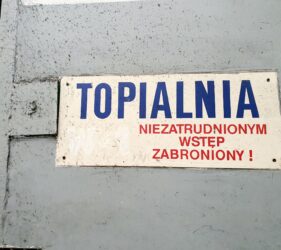 TOPIALNIA
NIEZATRUDNIONYM
WSTĘP
ZABRONIONY !